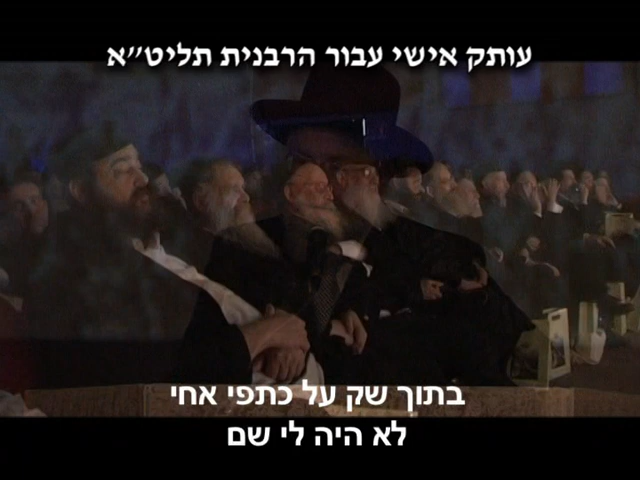 עותק אישי עבור הרבנית תליט״א
בתוך שק על כתפי אחי
לא היה לי שם